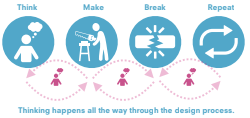 Think Make Break Repeat
Thinking happens all the way through the design process.